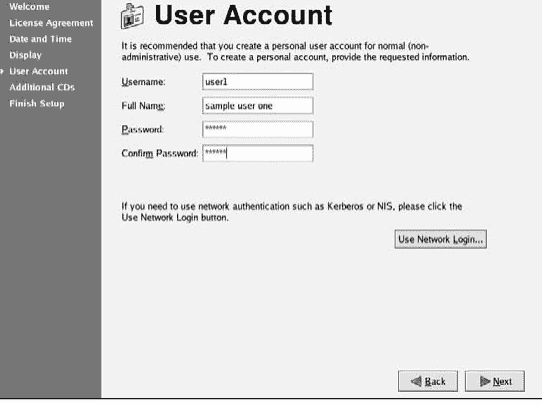 Welcome
License Agreement
Date and Time
Display
User Account
Additional CDs
Finish Setup
User Account
It is recommended that you create a personal user account for normal (non-
administrative) use. To create a personal account, provide the requested information.
Username: user1
Full Name: sample user one
Password: ******
Confirm Password: ******
If you need to use network authentication such as Kerberos or NIS, please click the
Use Network Login button.
Use Network Login...
Back Next